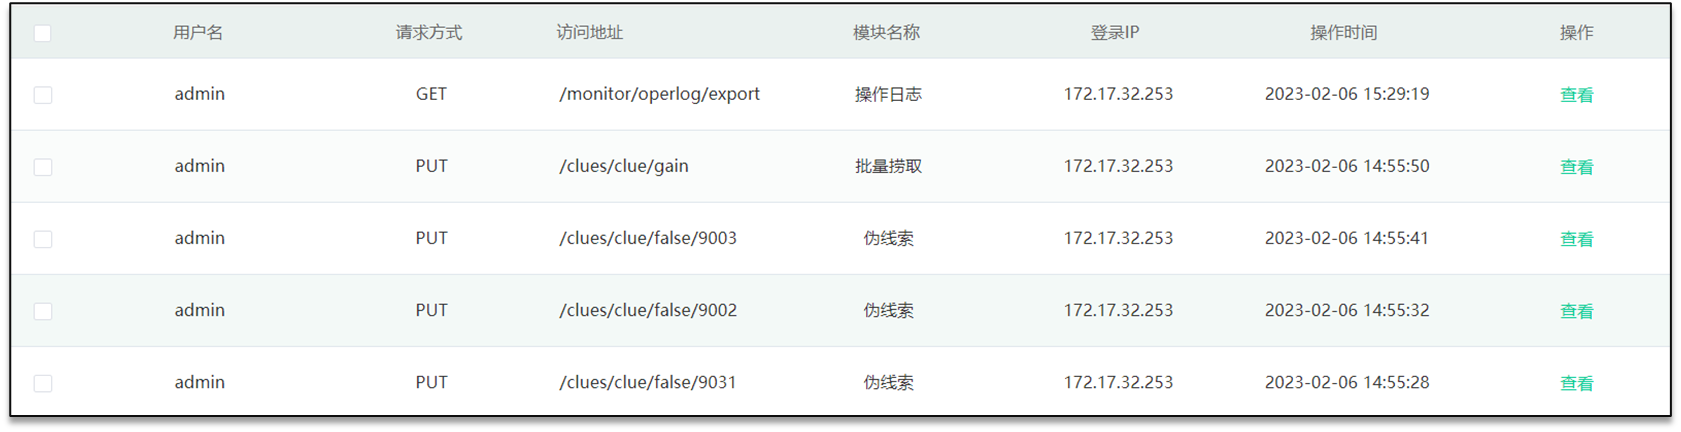 用户名 请求方式 访问地址 模块名称 登录IP 操作时间 操作
admin GET /monitor/operlog/export 操作日志 172.17.32.253 2023-02-06 15:29:19 查看
admin PUT /clues/clue/gain 批量捞取 172.17.32.253 2023-02-06 14:55:50 查看
admin PUT /clues/clue/false/9003 伪线索 172.17.32.253 2023-02-06 14:55:41 查看
admin PUT /clues/clue/false/9002 伪线索 172.17.32.253 2023-02-06 14:55:32 查看
admin PUT /clues/clue/false/9031 伪线索 172.17.32.253 2023-02-06 14:55:28 查看